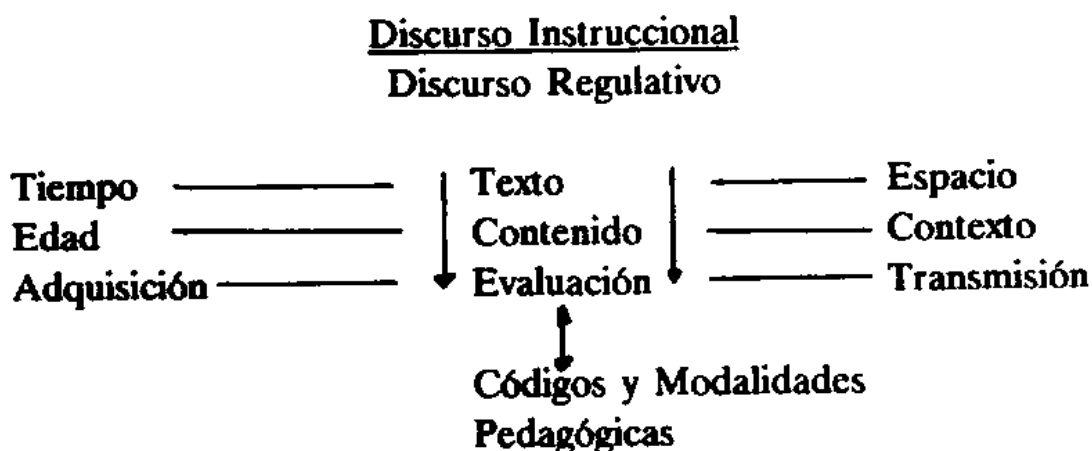 Discurso Instruccional
Discurso Regulativo
Tiempo Texto Espacio
Edad Contenido Contexto
Adquisición Evaluación Transmisión
Códigos y Modalidades
Pedagógicas